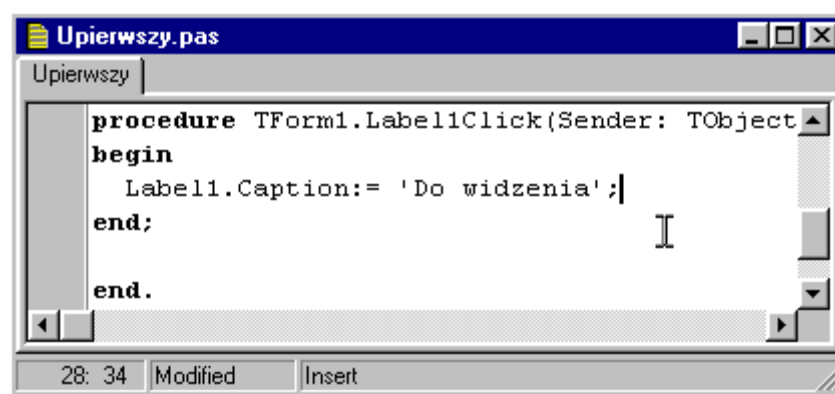 Upierwszy.pas
Upierwszy
procedure TForm1.Label1Click(Sender: TObject
begin
Label1.Caption:= 'Do widzenia';
end;
end.
28: 34 Modified Insert